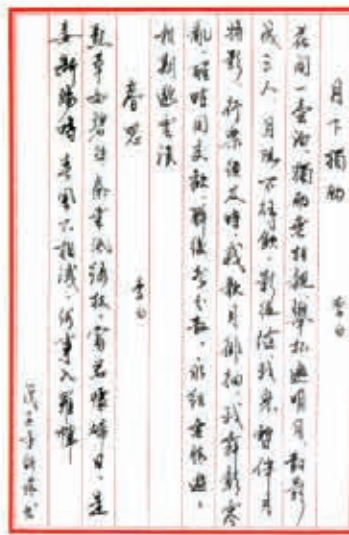 月下獨酌
李白
花间一壺酒，獨酌無相親，舉杯邀明月，對影
成三人，月既不解飲，影徒隨我身，暫伴月
將影，行樂須及春，我歌月徘徊，我舞影零
亂，醒時同交歡，醉後各分散，永結無情遊，
相期邈雲漢
春思
李白
燕草如碧丝，秦桑低绿枝，當君懷歸日，是
妾斷腸時，春風不相識，何事入羅幃